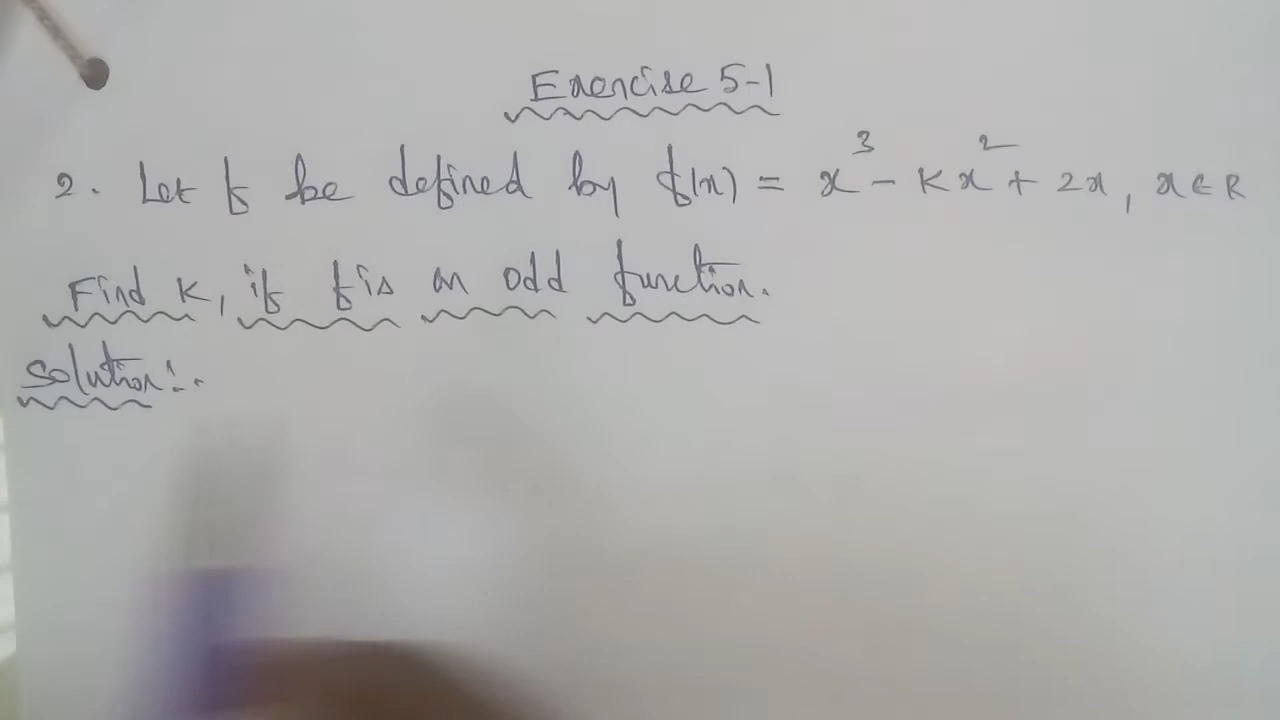 Exercise 5-1
2. Let f be defined by f(x) = x³ - Kx² + 2x, x ∈ R
Find K, if f is an odd function.
Solution:-